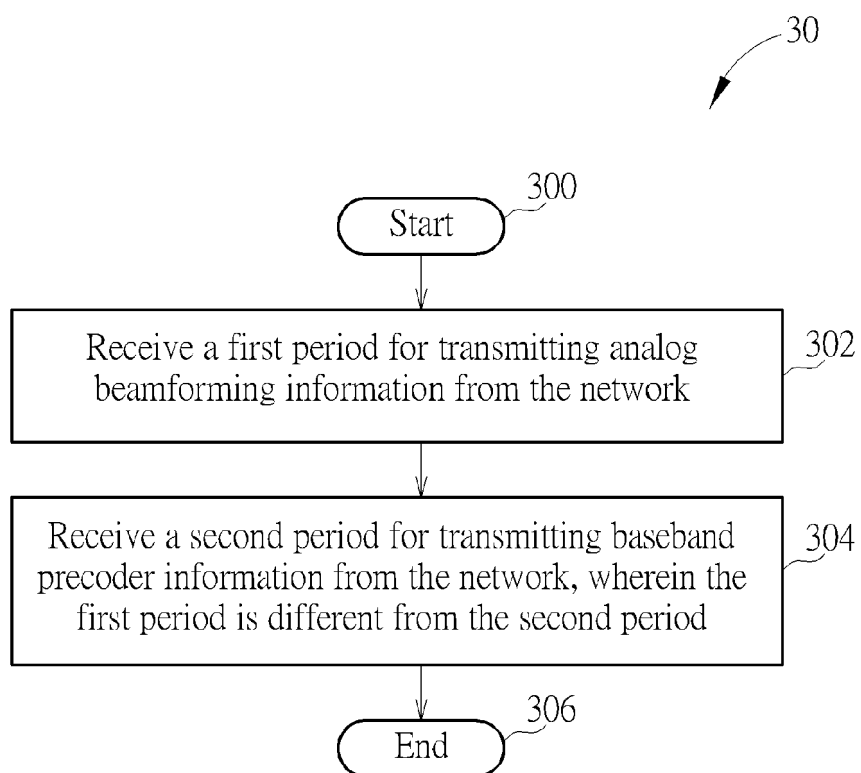 30
300
Start
Receive a first period for transmitting analog
beamforming information from the network
302
Receive a second period for transmitting baseband
precoder information from the network, wherein the
first period is different from the second period
304
306
End